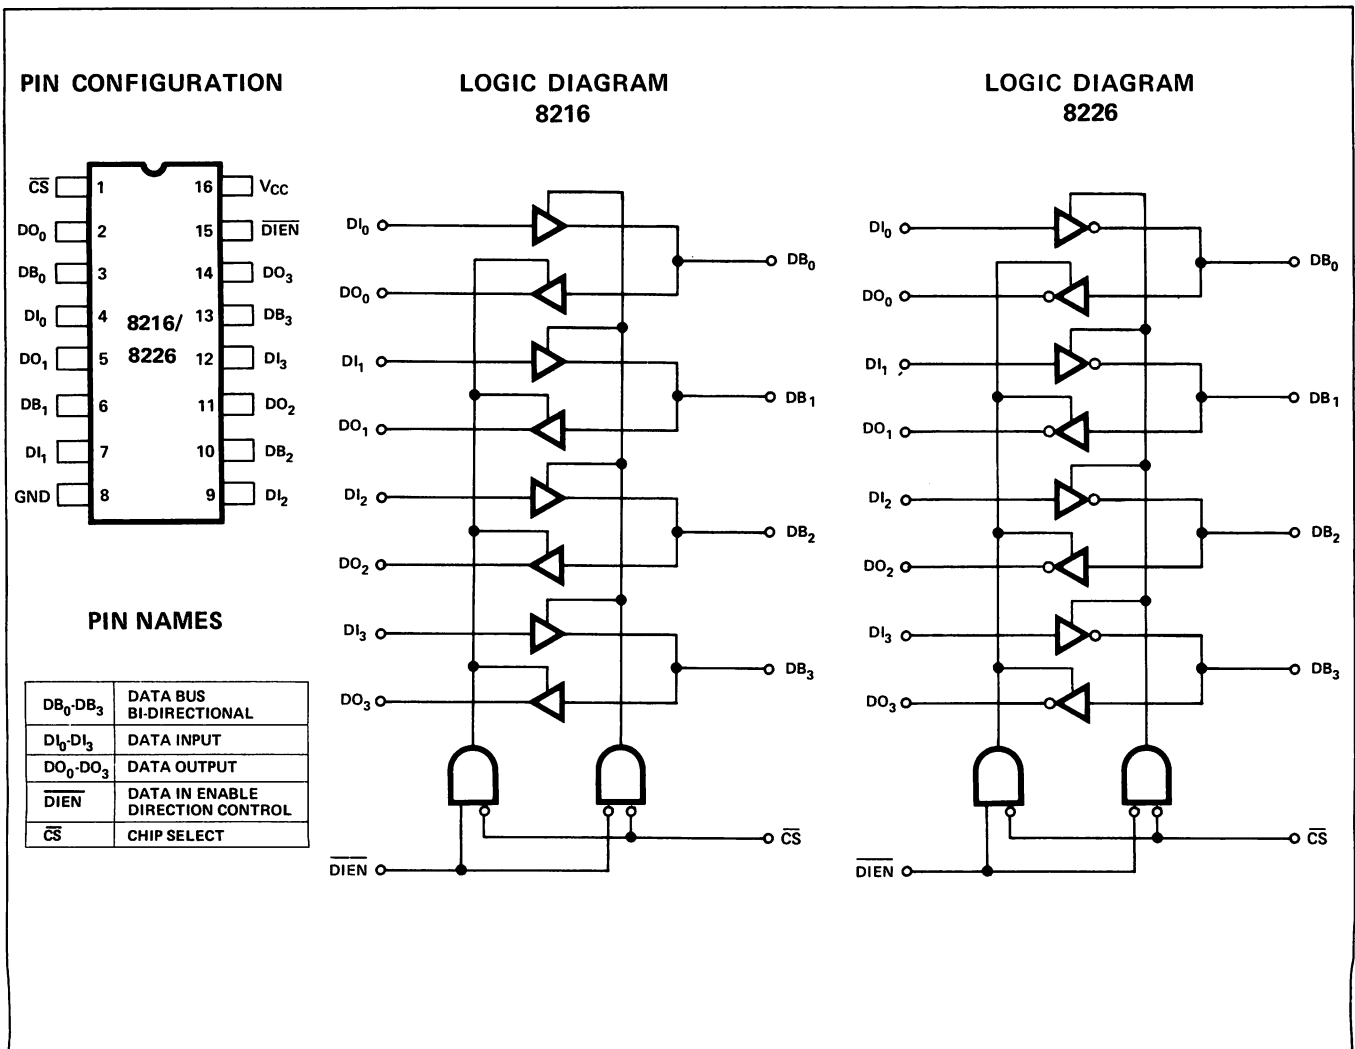 PIN CONFIGURATION
CS 1 16 VCC
DO0 2 15 DIEN
DB0 3 14 DO3
DI0 4 13 DB3
8216/
8226
DO1 5 12 DI3
DB1 6 11 DO2
DI1 7 10 DB2
GND 8 9 DI2
PIN NAMES
DB0-DB3 DATA BUS
BI-DIRECTIONAL
DI0-DI3 DATA INPUT
DO0-DO3 DATA OUTPUT
DIEN DATA IN ENABLE
DIRECTION CONTROL
CS CHIP SELECT
LOGIC DIAGRAM
8216
DI0
DB0
DO0
DI1
DB1
DO1
DI2
DB2
DO2
DI3
DB3
DO3
CS
DIEN
LOGIC DIAGRAM
8226
DI0
DB0
DO0
DI1
DB1
DO1
DI2
DB2
DO2
DI3
DB3
DO3
CS
DIEN